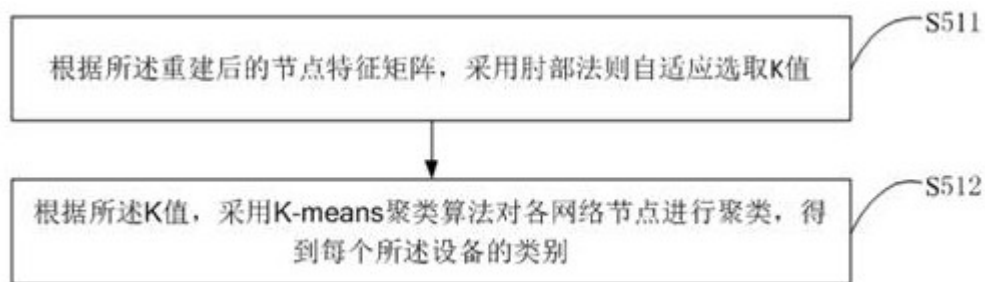 S511
根据所述重建后的节点特征矩阵，采用肘部法则自适应选取K值
S512
根据所述K值，采用K-means聚类算法对各网络节点进行聚类，得
到每个所述设备的类别